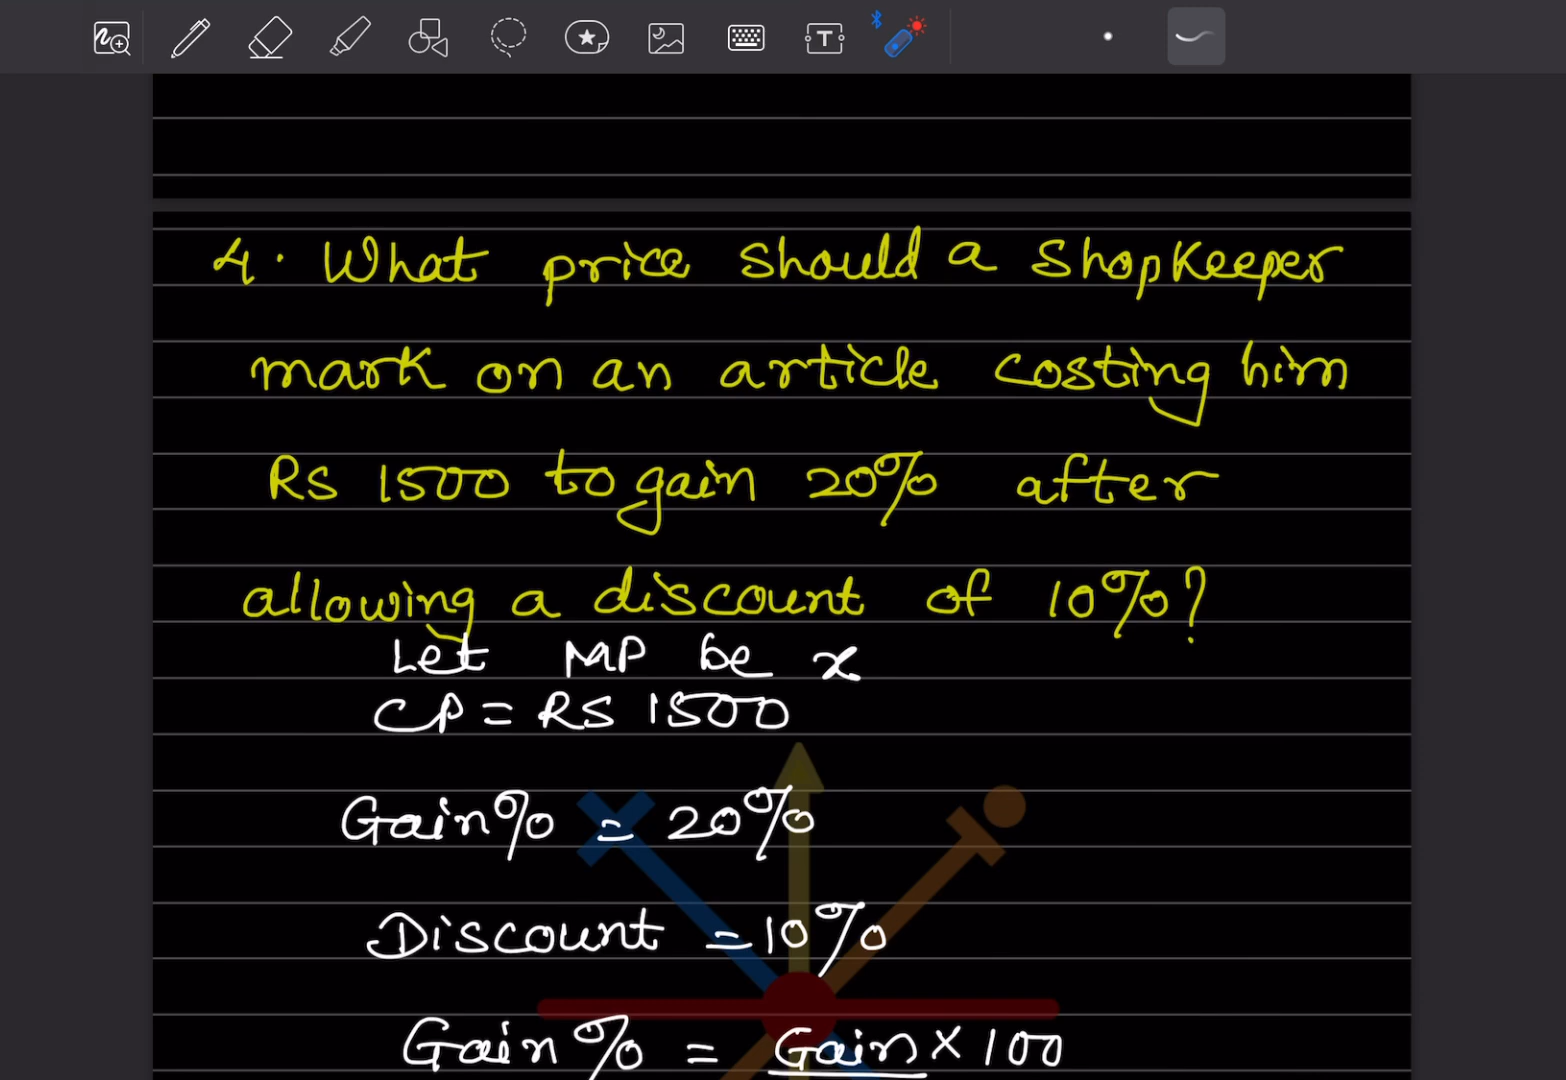 4. What price should a shopkeeper
mark on an article costing him
Rs 1500 to gain 20% after
allowing a discount of 10%?
Let MP be x
CP = RS 1500
Gain% = 20%
Discount = 10%
Gain% = Gain × 100